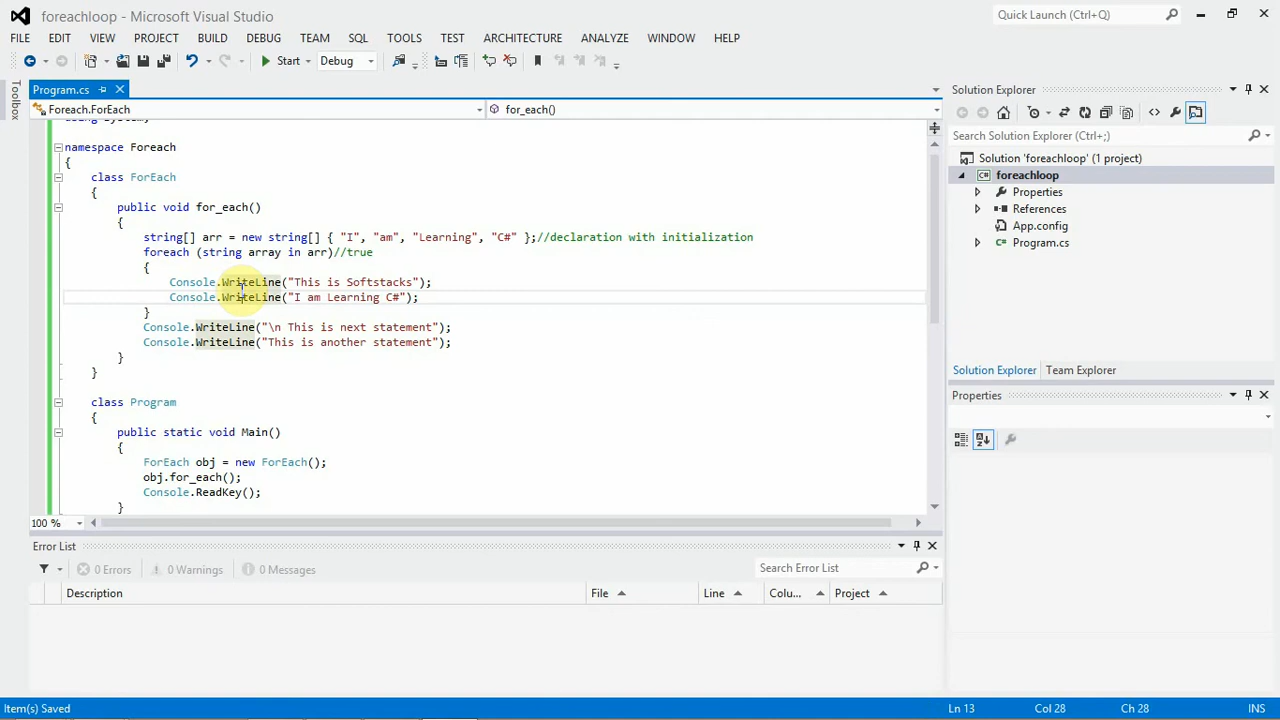 foreachloop - Microsoft Visual Studio
Quick Launch (Ctrl+Q)
FILE EDIT VIEW PROJECT BUILD DEBUG TEAM SQL TOOLS TEST ARCHITECTURE ANALYZE WINDOW HELP
Start Debug
Toolbox
Program.cs
Foreach.ForEach for_each()
using System;
namespace Foreach
{
class ForEach
{
public void for_each()
{
string[] arr = new string[] { "I", "am", "Learning", "C#" };//declaration with initialization
foreach (string array in arr)//true
{
Console.WriteLine("This is Softstacks");
Console.WriteLine("I am Learning C#");
}
Console.WriteLine("\n This is next statement");
Console.WriteLine("This is another statement");
}
}
class Program
{
public static void Main()
{
ForEach obj = new ForEach();
obj.for_each();
Console.ReadKey();
}
100 %
Solution Explorer
Search Solution Explorer (Ctrl+;)
Solution 'foreachloop' (1 project)
C# foreachloop
Properties
References
App.config
C# Program.cs
Solution Explorer Team Explorer
Properties
Error List
0 Errors 0 Warnings 0 Messages
Search Error List
Description File Line Colu... Project
Item(s) Saved Ln 13 Col 28 Ch 28 INS